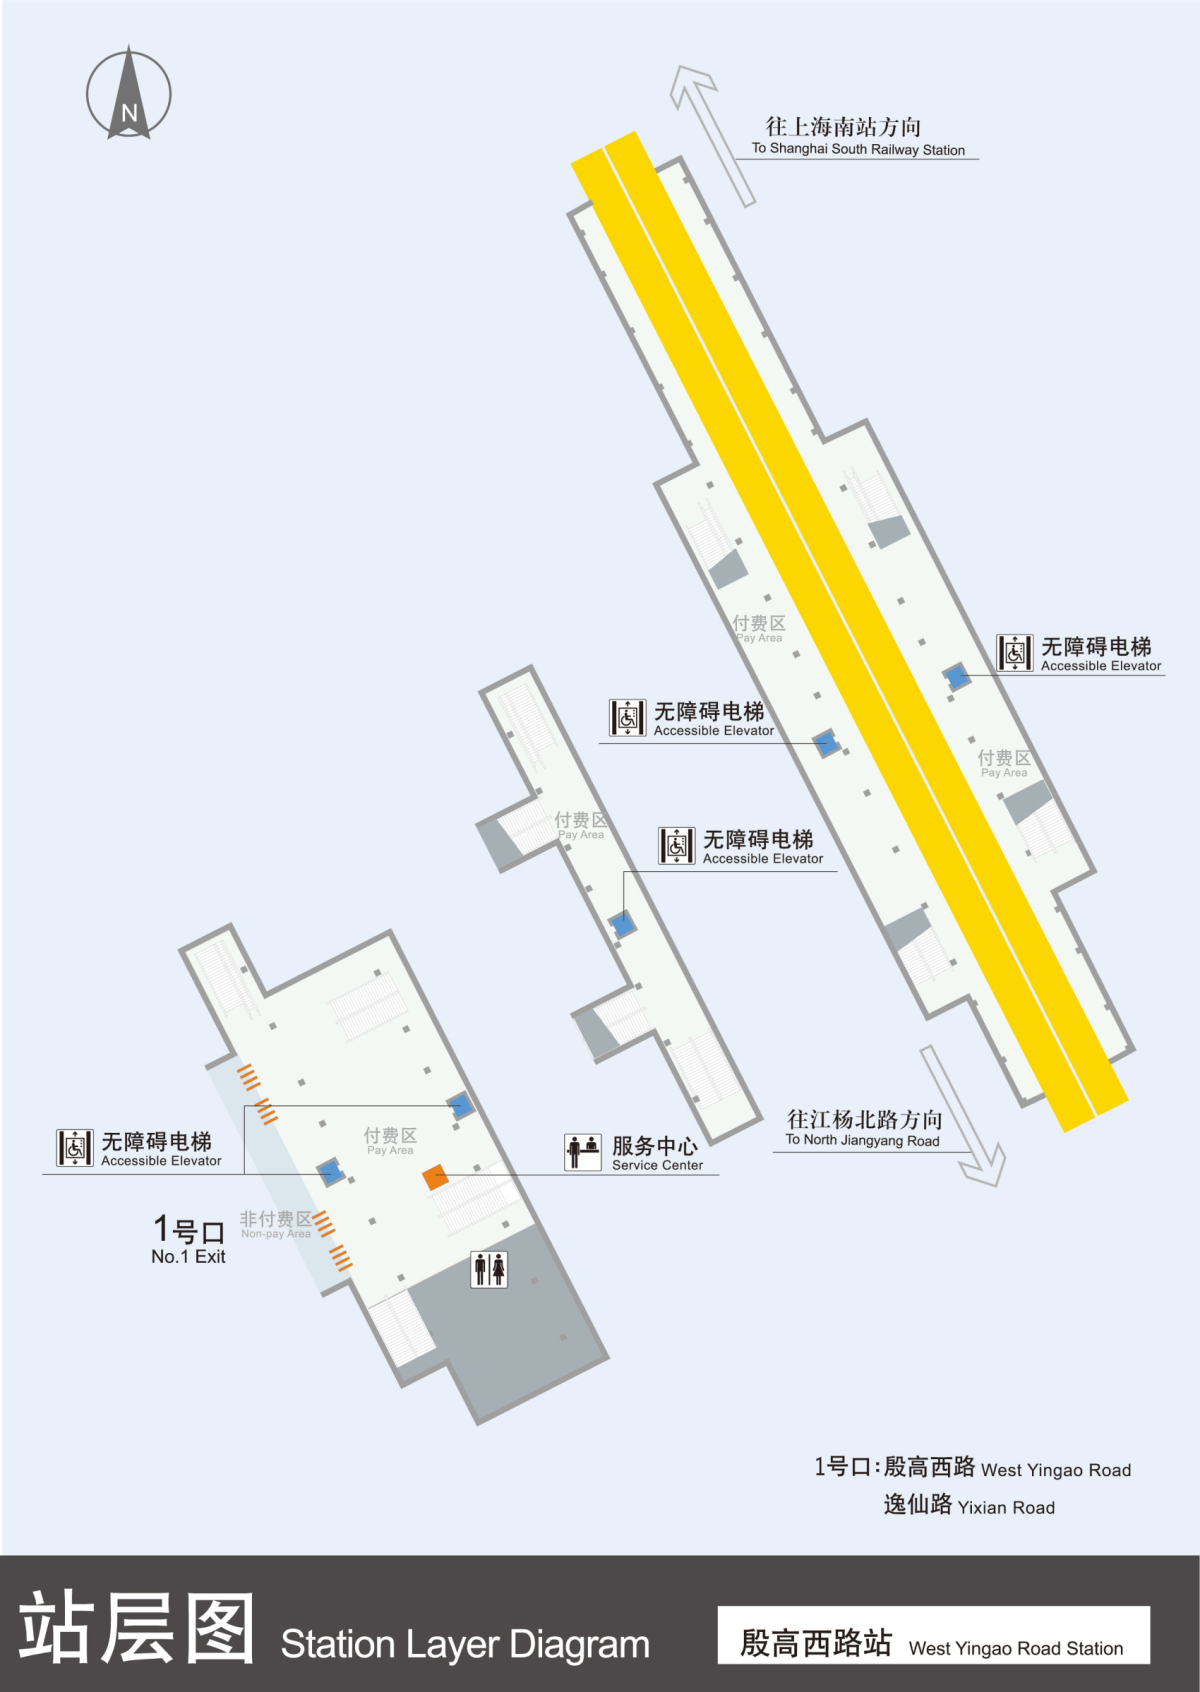 N
往上海南站方向
To Shanghai South Railway Station
付费区
Pay Area
无障碍电梯
Accessible Elevator
无障碍电梯
Accessible Elevator
付费区
Pay Area
付费区
Pay Area
无障碍电梯
Accessible Elevator
往江杨北路方向
To North Jiangyang Road
无障碍电梯
Accessible Elevator
付费区
Pay Area
服务中心
Service Center
1号口
No.1 Exit
非付费区
Non-pay Area
1号口:殷高西路 West Yingao Road
逸仙路 Yixian Road
站层图 Station Layer Diagram
殷高西路站 West Yingao Road Station